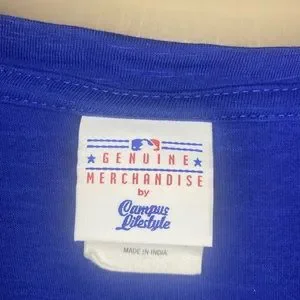 GENUINE
MERCHANDISE
by
Campus
Lifestyle
MADE IN INDIA